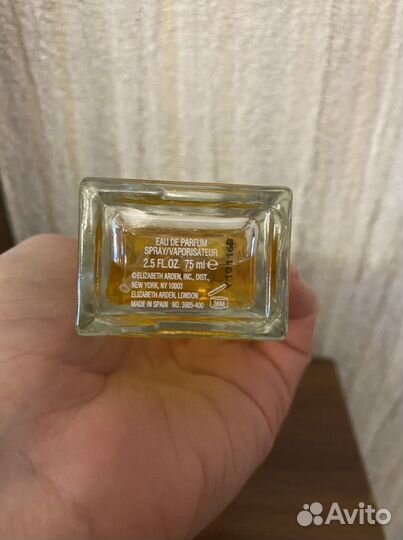 EAU DE PARFUM
SPRAY/VAPORISATEUR
2.5 FL.OZ. 75 ml ℮
©ELIZABETH ARDEN, INC., DIST.,
NEW YORK, NY 10003
ELIZABETH ARDEN, LONDON
MADE IN SPAIN NO. 3905-400
36M
Avito